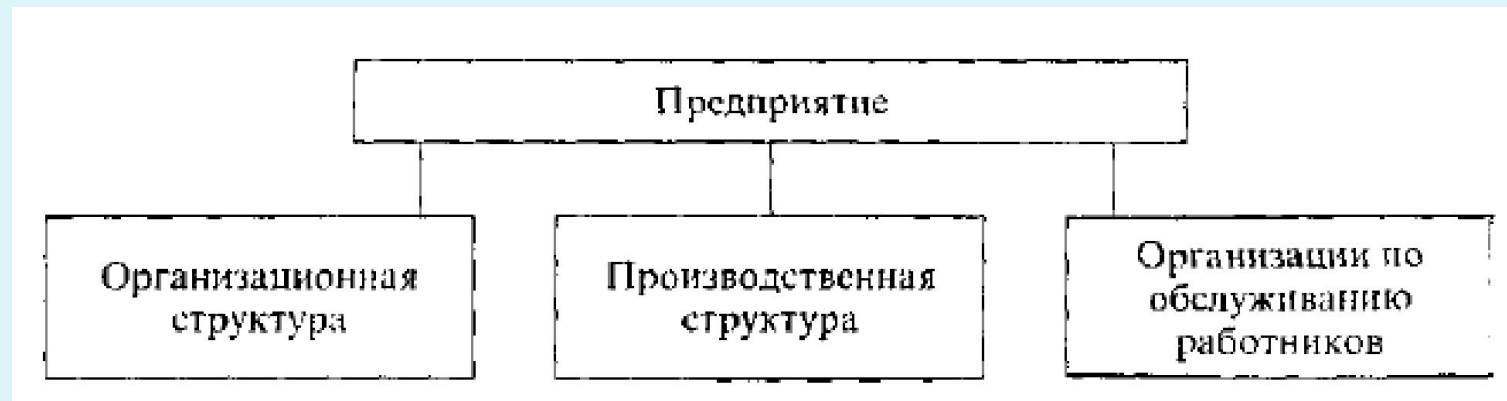 Предприятие
Организационная
структура
Производственная
структура
Организации по
обслуживанию
работников